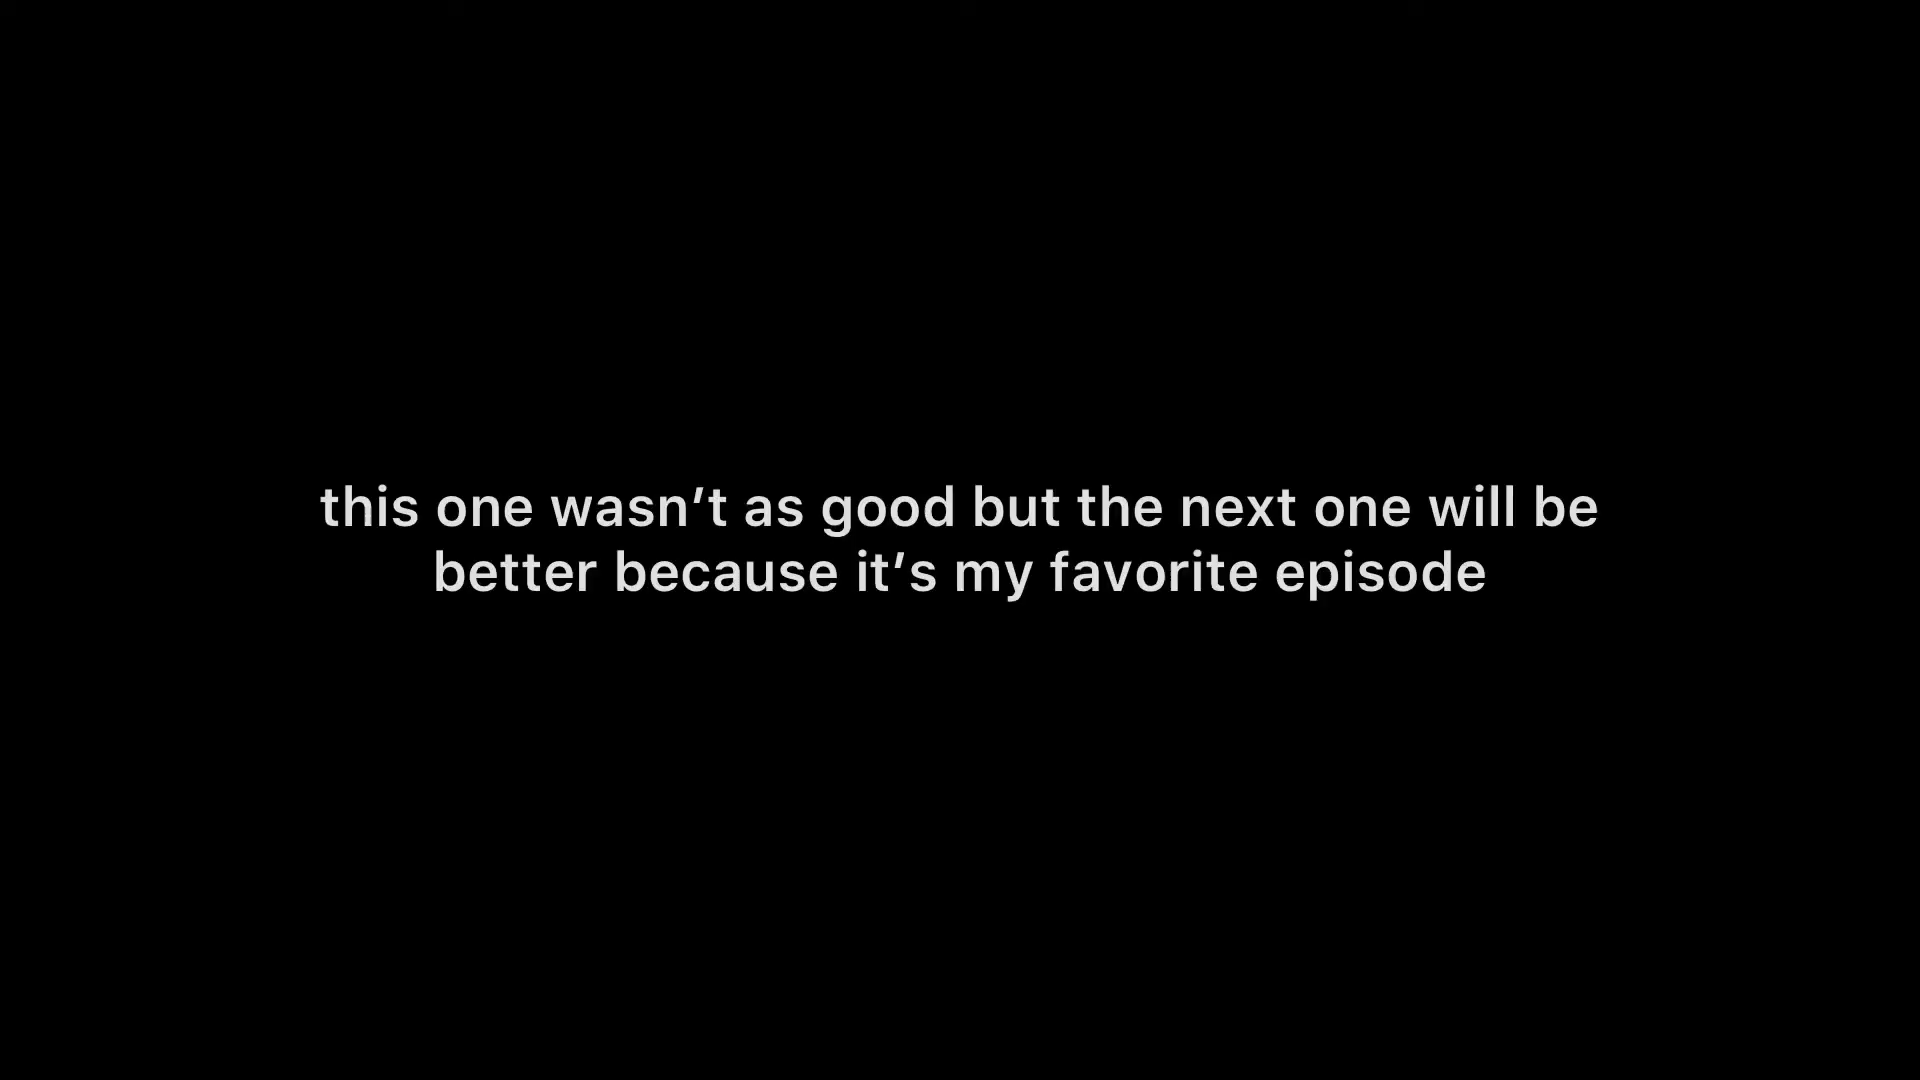 this one wasn’t as good but the next one will be
better because it’s my favorite episode